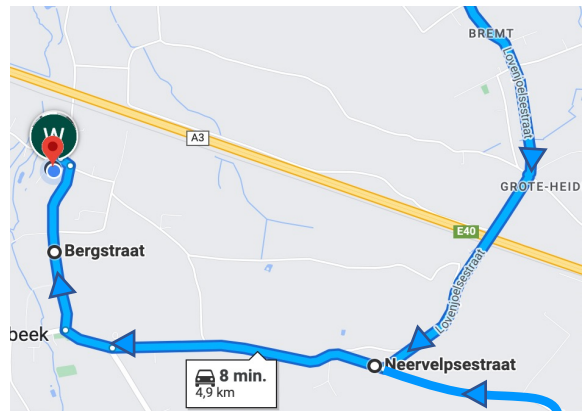 BREMT
Lovenjoelsestraat
A3
W
GROTE-HEID
E40
Bergstraat
Lovenjoelsestraat
beek
Neervelpsestraat
8 min.
4,9 km